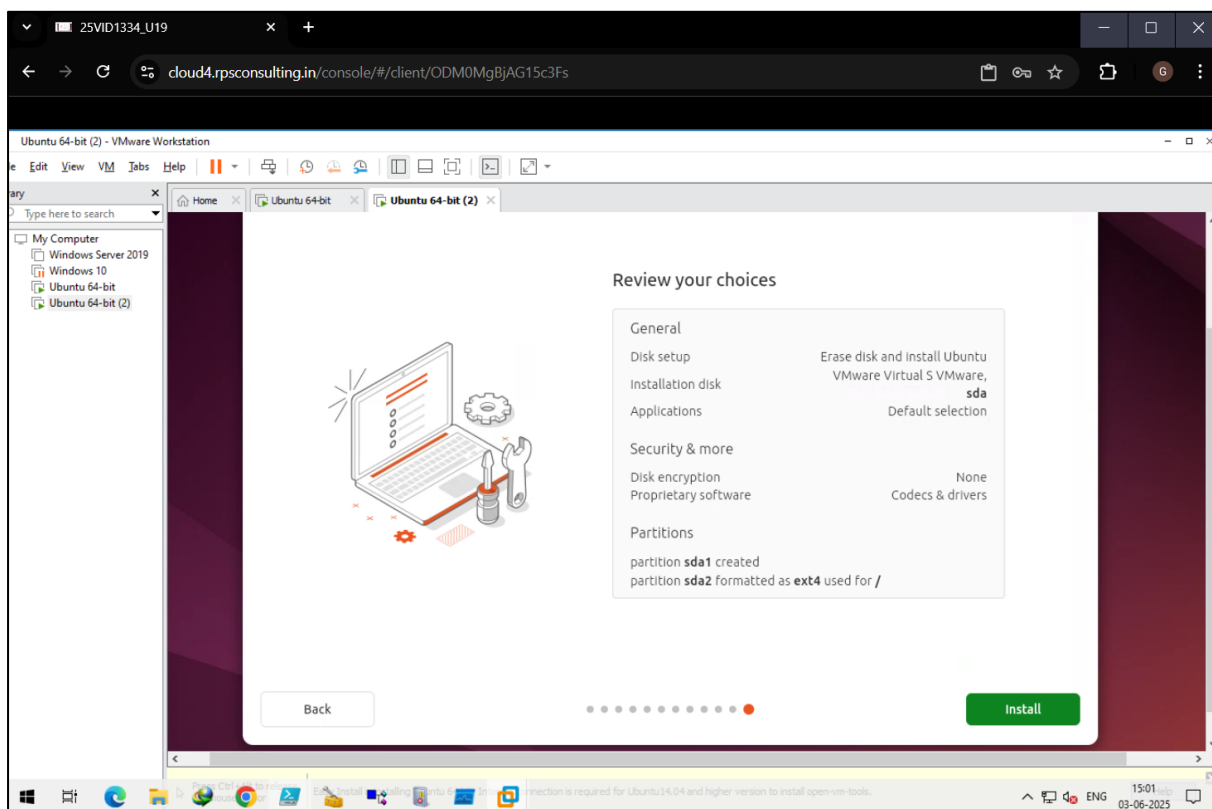 25VID1334_U19
cloud4.rpsconsulting.in/console/#/client/ODM0MgBjAG15c3Fs
G
Ubuntu 64-bit (2) - VMware Workstation
Edit View VM Tabs Help
Type here to search
Home Ubuntu 64-bit Ubuntu 64-bit (2)
My Computer
Windows Server 2019
Windows 10
Ubuntu 64-bit
Ubuntu 64-bit (2)
Review your choices
General
Disk setup Erase disk and install Ubuntu
Installation disk VMware Virtual S VMware,
sda
Applications Default selection
Security & more
Disk encryption None
Proprietary software Codecs & drivers
Partitions
partition sda1 created
partition sda2 formatted as ext4 used for /
Back
Install
connection is required for Ubuntu14.04 and higher version to install open-vm-tools.
ENG
15:01
03-06-2025